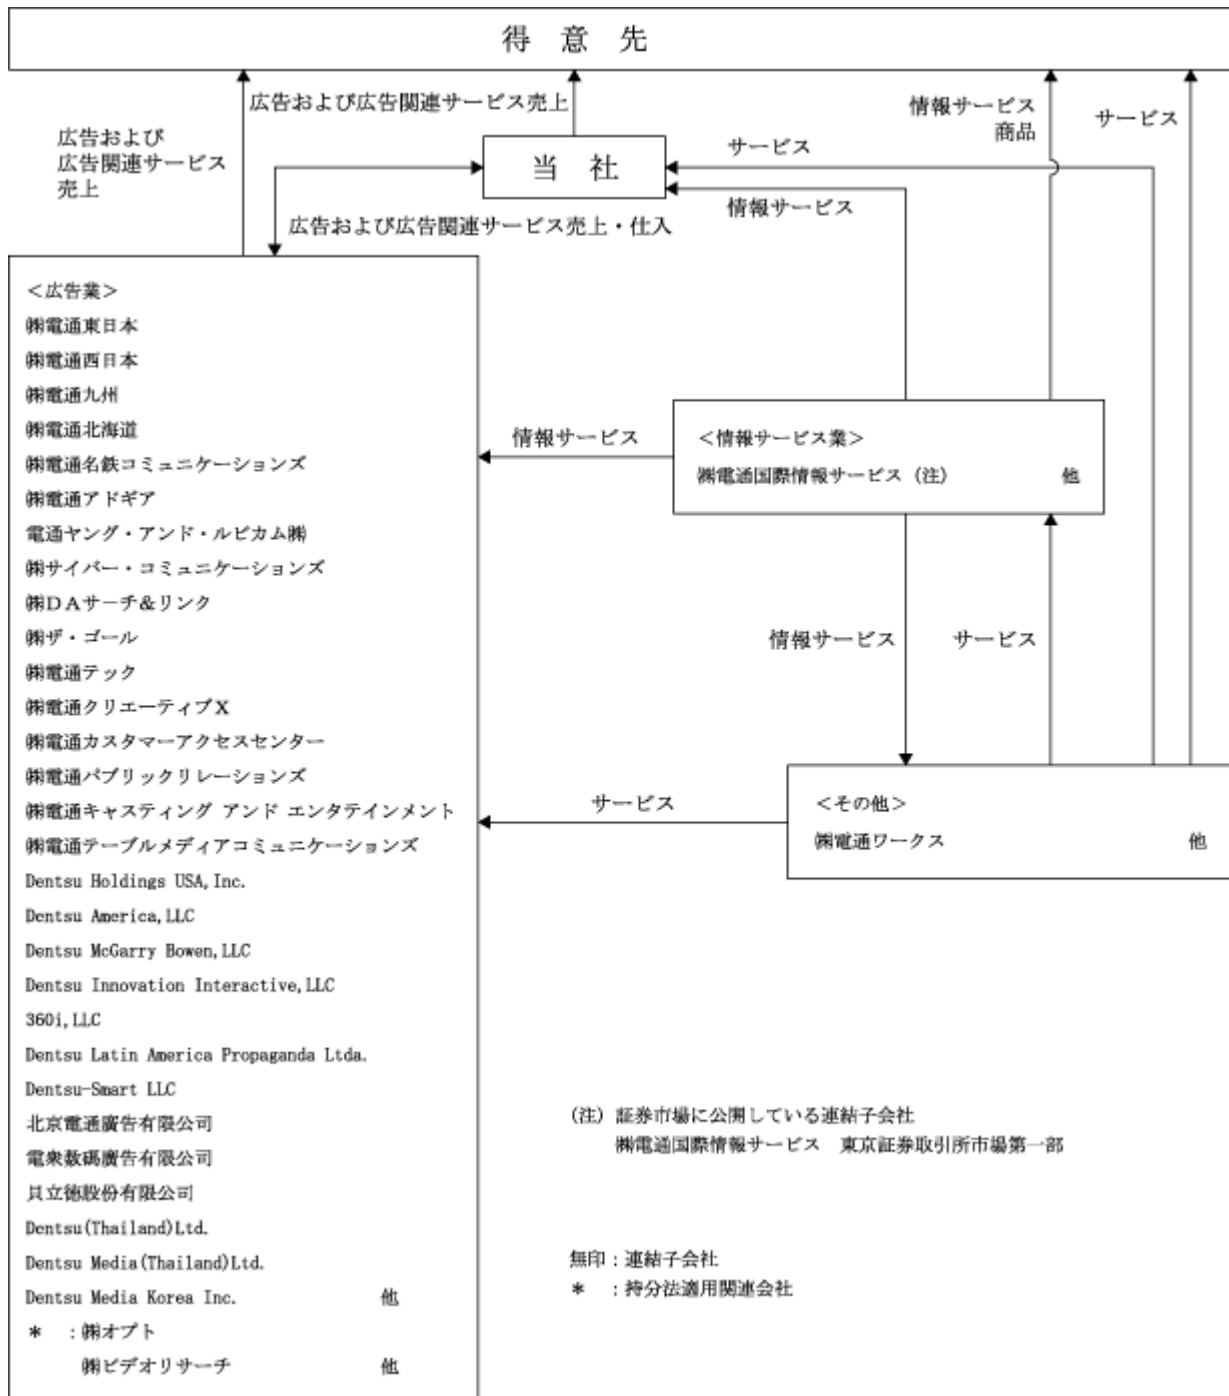 得 意 先
広告および広告関連サービス売上
広告および
広告関連サービス
売上
情報サービス
商品
サービス
当 社
サービス
情報サービス
広告および広告関連サービス売上・仕入
＜広告業＞
㈱電通東日本
㈱電通西日本
㈱電通九州
㈱電通北海道
㈱電通名鉄コミュニケーションズ
㈱電通アドギア
電通ヤング・アンド・ルビカム㈱
㈱サイバー・コミュニケーションズ
㈱ＤＡサーチ＆リンク
㈱ザ・ゴール
㈱電通テック
㈱電通クリエーティブＸ
㈱電通カスタマーアクセスセンター
㈱電通パブリックリレーションズ
㈱電通キャスティング アンド エンタテインメント
㈱電通テーブルメディアコミュニケーションズ
Dentsu Holdings USA,Inc.
Dentsu America,LLC
Dentsu McGarry Bowen,LLC
Dentsu Innovation Interactive,LLC
360i,LLC
Dentsu Latin America Propaganda Ltda.
Dentsu-Smart LLC
北京電通廣告有限公司
電衆数碼廣告有限公司
貝立德股份有限公司
Dentsu(Thailand)Ltd.
Dentsu Media(Thailand)Ltd.
Dentsu Media Korea Inc. 他
＊ ：㈱オプト
㈱ビデオリサーチ 他
情報サービス
＜情報サービス業＞
㈱電通国際情報サービス（注） 他
情報サービス
サービス
サービス
＜その他＞
㈱電通ワークス 他
（注）証券市場に公開している連結子会社
㈱電通国際情報サービス 東京証券取引所市場第一部
無印：連結子会社
＊ ：持分法適用関連会社